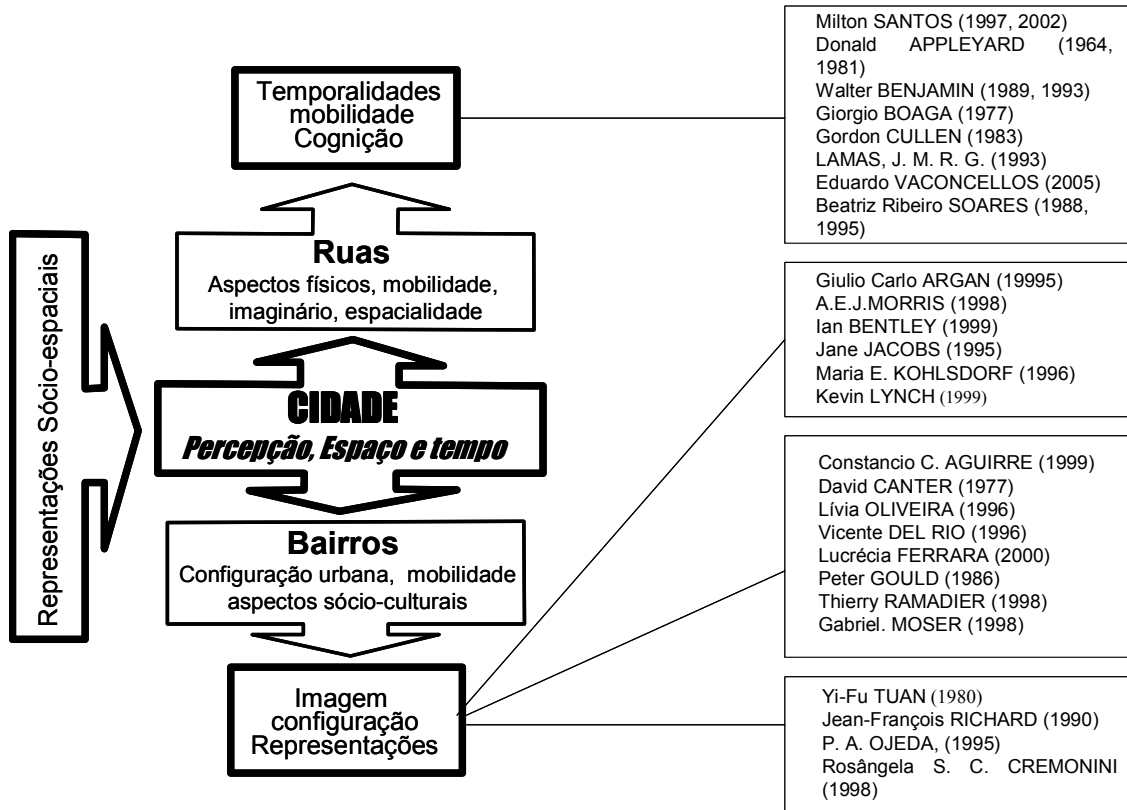 Representações Sócio-espaciais
Temporalidades
mobilidade
Cognição
Ruas
Aspectos físicos, mobilidade,
imaginário, espacialidade
CIDADE
Percepção, Espaço e tempo
Bairros
Configuração urbana, mobilidade
aspectos sócio-culturais
Imagem
configuração
Representações
Milton SANTOS (1997, 2002)
Donald APPLEYARD (1964,
1981)
Walter BENJAMIN (1989, 1993)
Giorgio BOAGA (1977)
Gordon CULLEN (1983)
LAMAS, J. M. R. G. (1993)
Eduardo VACONCELLOS (2005)
Beatriz Ribeiro SOARES (1988,
1995)
Giulio Carlo ARGAN (19995)
A.E.J.MORRIS (1998)
Ian BENTLEY (1999)
Jane JACOBS (1995)
Maria E. KOHLSDORF (1996)
Kevin LYNCH (1999)
Constancio C. AGUIRRE (1999)
David CANTER (1977)
Lívia OLIVEIRA (1996)
Vicente DEL RIO (1996)
Lucrécia FERRARA (2000)
Peter GOULD (1986)
Thierry RAMADIER (1998)
Gabriel. MOSER (1998)
Yi-Fu TUAN (1980)
Jean-François RICHARD (1990)
P. A. OJEDA, (1995)
Rosângela S. C. CREMONINI
(1998)